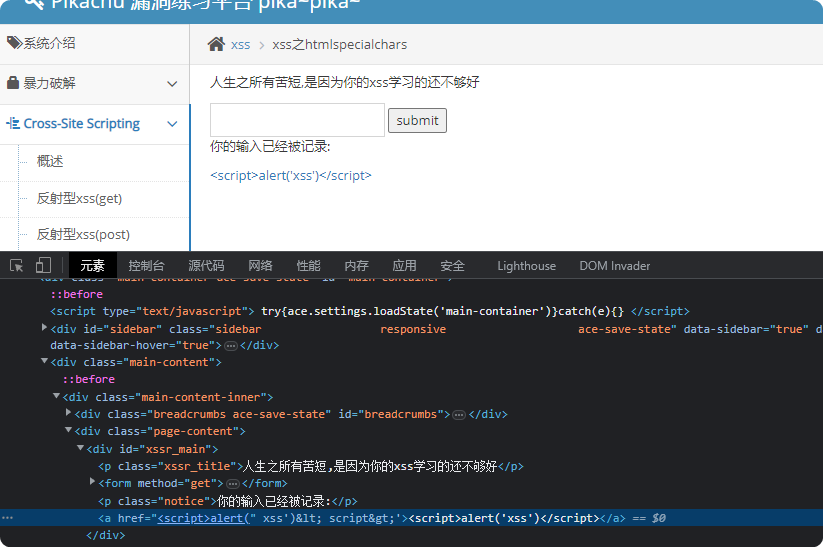 Pikachu 漏洞练习平台 pika~pika~
系统介绍
暴力破解
Cross-Site Scripting
概述
反射型xss(get)
反射型xss(post)
xss > xss之htmlspecialchars
人生之所有苦短,是因为你的xss学习的还不够好
submit
你的输入已经被记录:
<script>alert('xss')</script>
元素 控制台 源代码 网络 性能 内存 应用 安全 Lighthouse DOM Invader
<div class="main-container ace-save-state" id="main-container">
::before
<script type="text/javascript"> try{ace.settings.loadState('main-container')}catch(e){} </script>
<div id="sidebar" class="sidebar responsive ace-save-state" data-sidebar="true" d
data-sidebar-hover="true">…</div>
<div class="main-content">
::before
<div class="main-content-inner">
<div class="breadcrumbs ace-save-state" id="breadcrumbs">…</div>
<div class="page-content">
<div id="xssr_main">
<p class="xssr_title">人生之所有苦短,是因为你的xss学习的还不够好</p>
<form method="get">…</form>
<p class="notice">你的输入已经被记录:</p>
… <a href="<script>alert(" xss')&lt; script&gt;'><script>alert('xss')</script></a> == $0
</div>